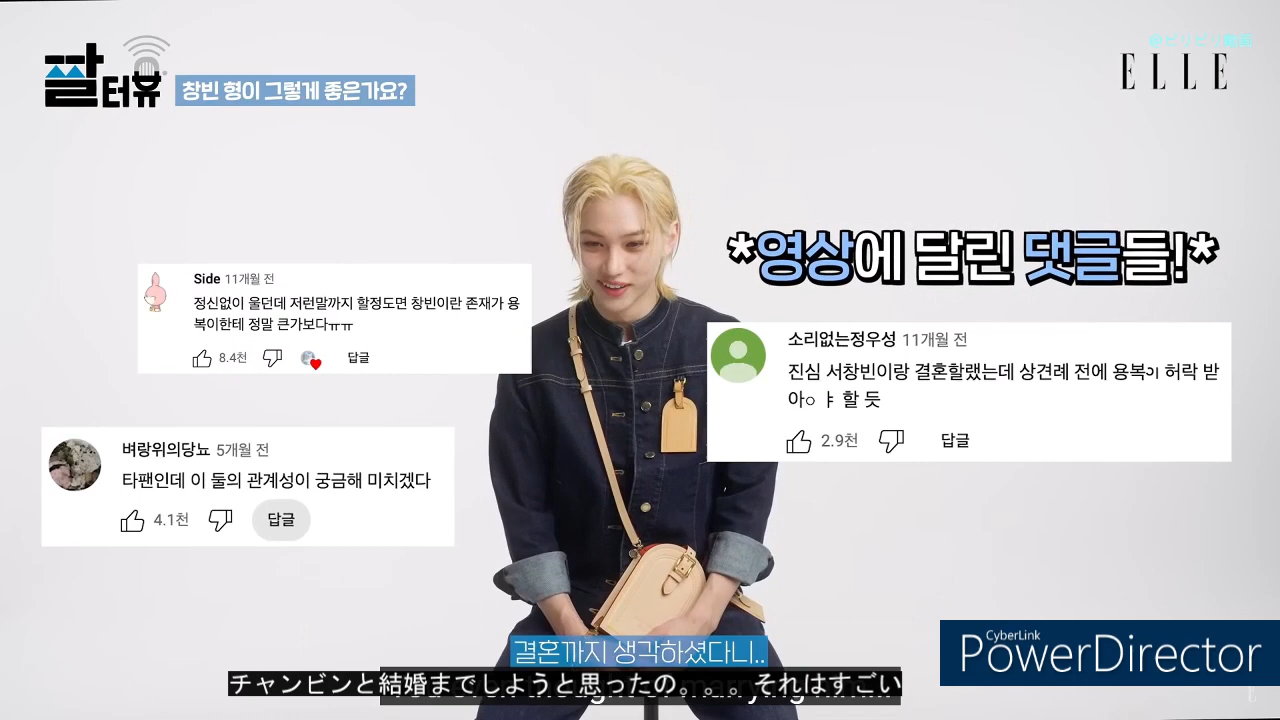 짤터뷰
창빈 형이 그렇게 좋은가요?
ELLE
*영상에 달린 댓글들!*
Side 11개월 전
정신없이 울던데 저런말까지 할정도면 창빈이란 존재가 용
복이한테 정말 큰가보다ㅠㅠ
8.4천 답글
소리없는정우성 11개월 전
진심 서창빈이랑 결혼할랬는데 상견례 전에 용복ㄱㅣ 허락 받
아ㅇ ㅑ 할 듯
2.9천 답글
벼랑위의당뇨 5개월 전
타팬인데 이 둘의 관계성이 궁금해 미치겠다
4.1천 답글
결혼까지 생각하셨다니..
チャンビンと結婚までしようと思ったの。。。それはすごい
CyberLink
PowerDirector